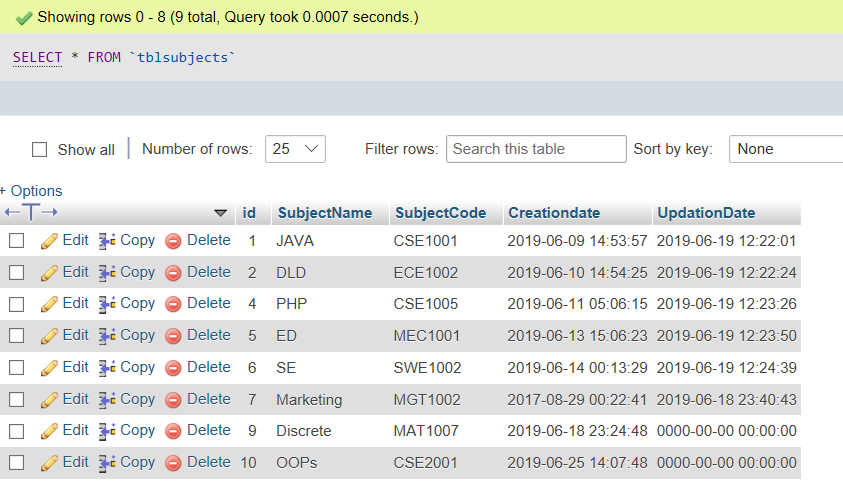 Showing rows 0 - 8 (9 total, Query took 0.0007 seconds.)
SELECT * FROM `tblsubjects`
Show all Number of rows: 25 Filter rows: Search this table Sort by key: None
+ Options
←T→ id SubjectName SubjectCode Creationdate UpdationDate
Edit Copy Delete 1 JAVA CSE1001 2019-06-09 14:53:57 2019-06-19 12:22:01
Edit Copy Delete 2 DLD ECE1002 2019-06-10 14:54:25 2019-06-19 12:22:24
Edit Copy Delete 4 PHP CSE1005 2019-06-11 05:06:15 2019-06-19 12:23:26
Edit Copy Delete 5 ED MEC1001 2019-06-13 15:06:23 2019-06-19 12:23:50
Edit Copy Delete 6 SE SWE1002 2019-06-14 00:13:29 2019-06-19 12:24:39
Edit Copy Delete 7 Marketing MGT1002 2017-08-29 00:22:41 2019-06-18 23:40:43
Edit Copy Delete 9 Discrete MAT1007 2019-06-18 23:24:48 0000-00-00 00:00:00
Edit Copy Delete 10 OOPs CSE2001 2019-06-25 14:07:48 0000-00-00 00:00:00